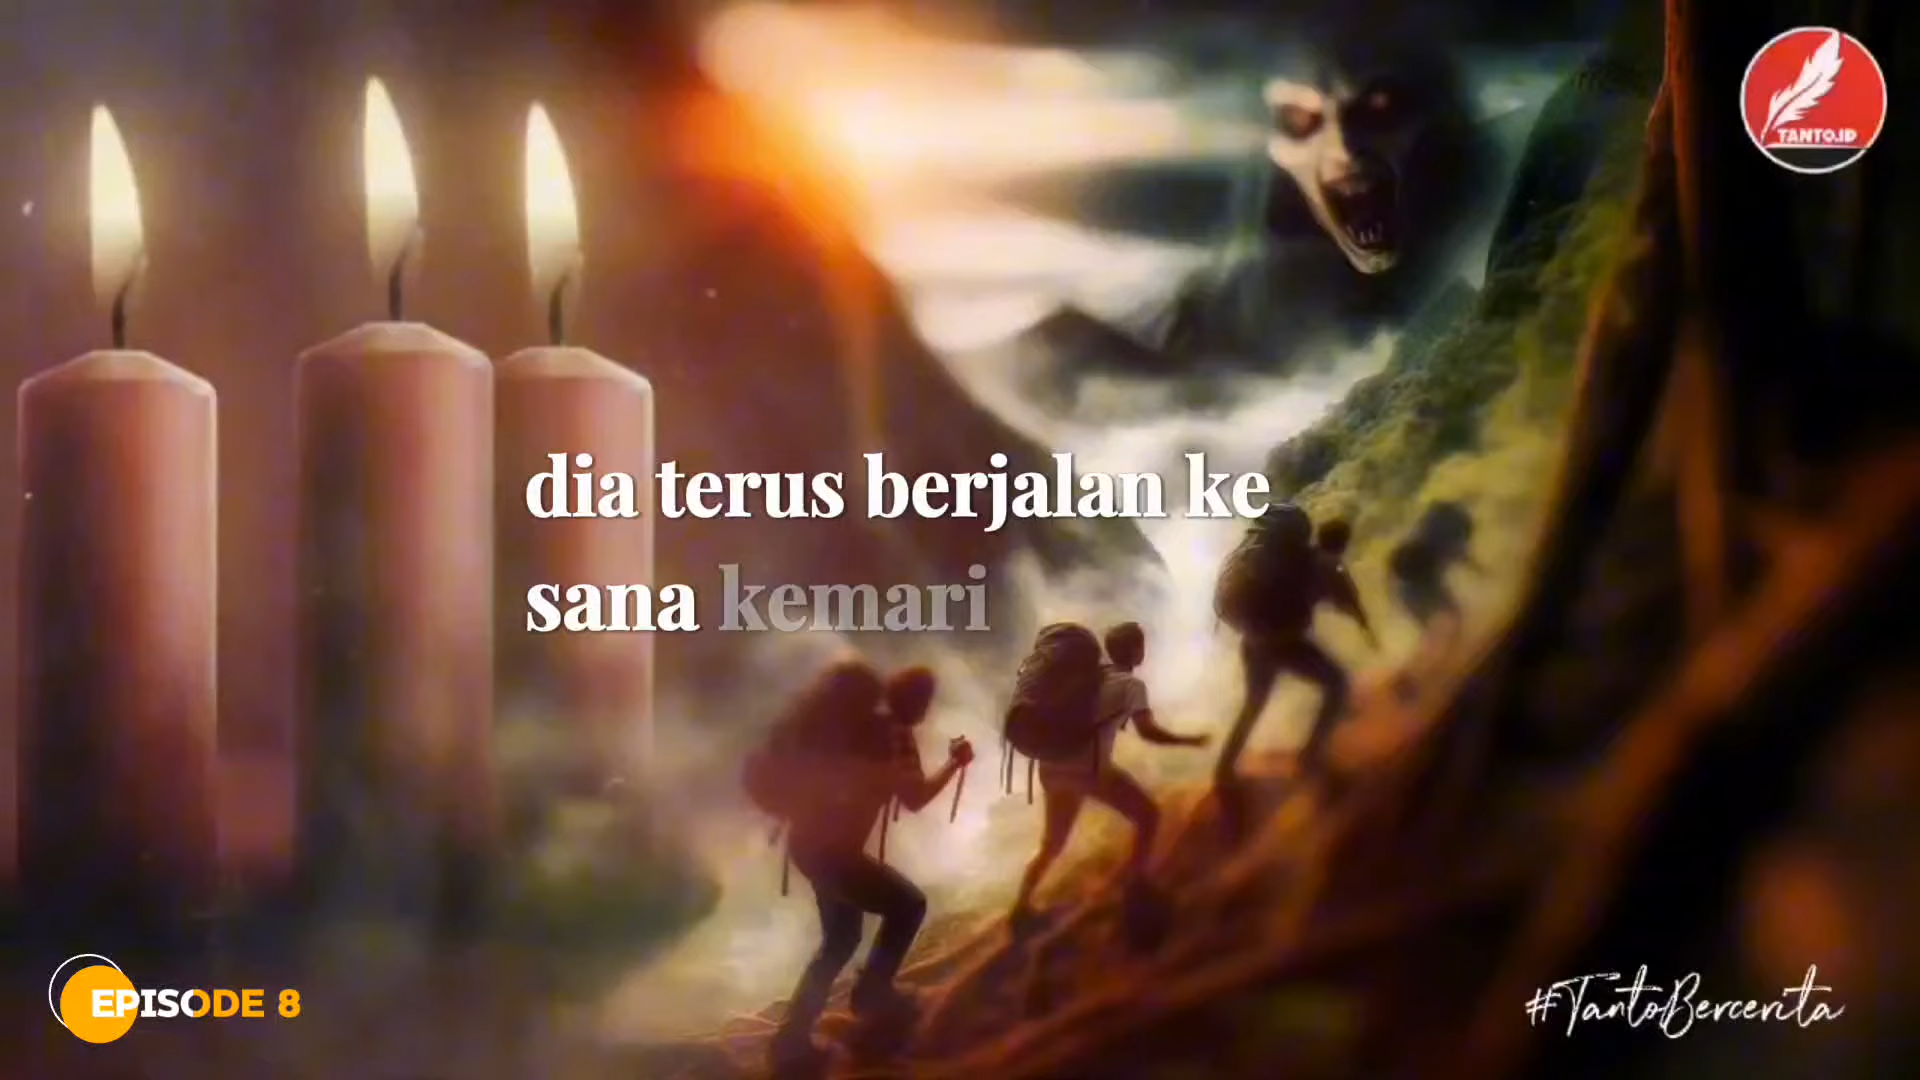 TANTO.ID
dia terus berjalan ke
sana kemari
EPISODE 8
#TantoBercerita